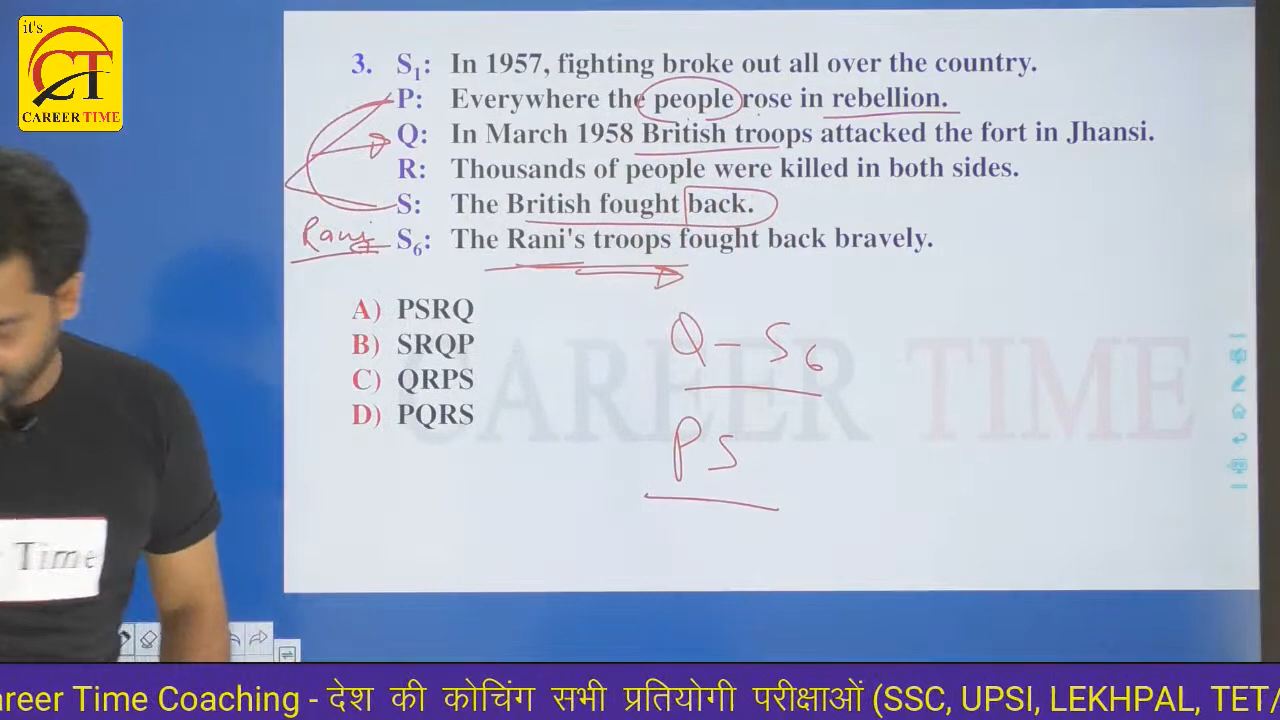 it's
CT
CAREER TIME
3. S1: In 1957, fighting broke out all over the country.
P: Everywhere the people rose in rebellion.
Q: In March 1958 British troops attacked the fort in Jhansi.
R: Thousands of people were killed in both sides.
S: The British fought back.
Rani S6: The Rani's troops fought back bravely.
A) PSRQ
B) SRQP
C) QRPS
D) PQRS
Q - S6
PS
CAREER TIME
Time
areer Time Coaching - देश की कोचिंग सभी प्रतियोगी परीक्षाओं (SSC, UPSI, LEKHPAL, TET/